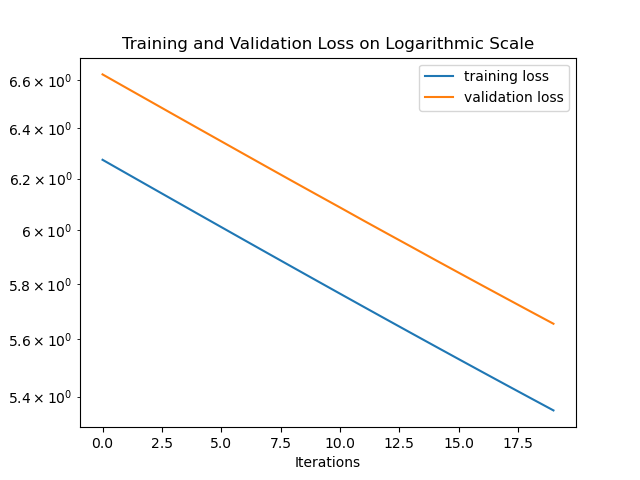 Training and Validation Loss on Logarithmic Scale
training loss
validation loss
6.6 × 10⁰
6.4 × 10⁰
6.2 × 10⁰
6 × 10⁰
5.8 × 10⁰
5.6 × 10⁰
5.4 × 10⁰
0.0 2.5 5.0 7.5 10.0 12.5 15.0 17.5
Iterations